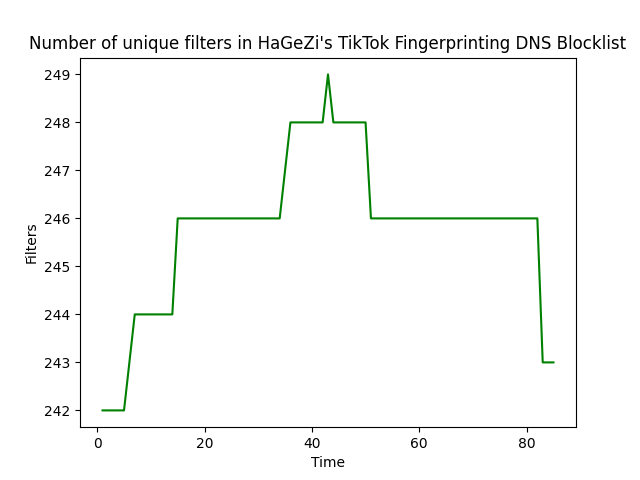 Number of unique filters in HaGeZi's TikTok Fingerprinting DNS Blocklist
249
248
247
246
245
244
243
242
Filters
0 20 40 60 80
Time